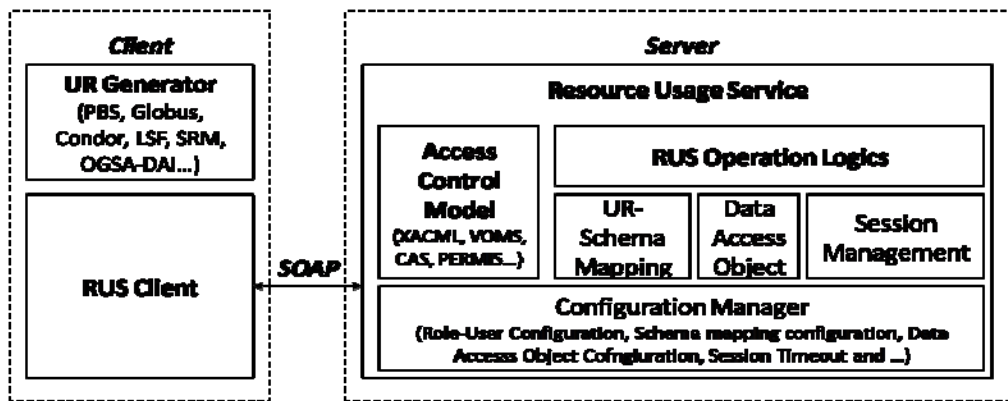 Client
UR Generator
(PBS, Globus,
Condor, LSF, SRM,
OGSA-DAI...)
RUS Client
SOAP
Server
Resource Usage Service
Access
Control
Model
(XACML, VOMS,
CAS, PERMIS...)
RUS Operation Logics
UR-
Schema
Mapping
Data
Access
Object
Session
Management
Configuration Manager
(Role-User Configuration, Schema mapping configuration, Data
Accesss Object Cofngiuration, Session Timeout and ...)